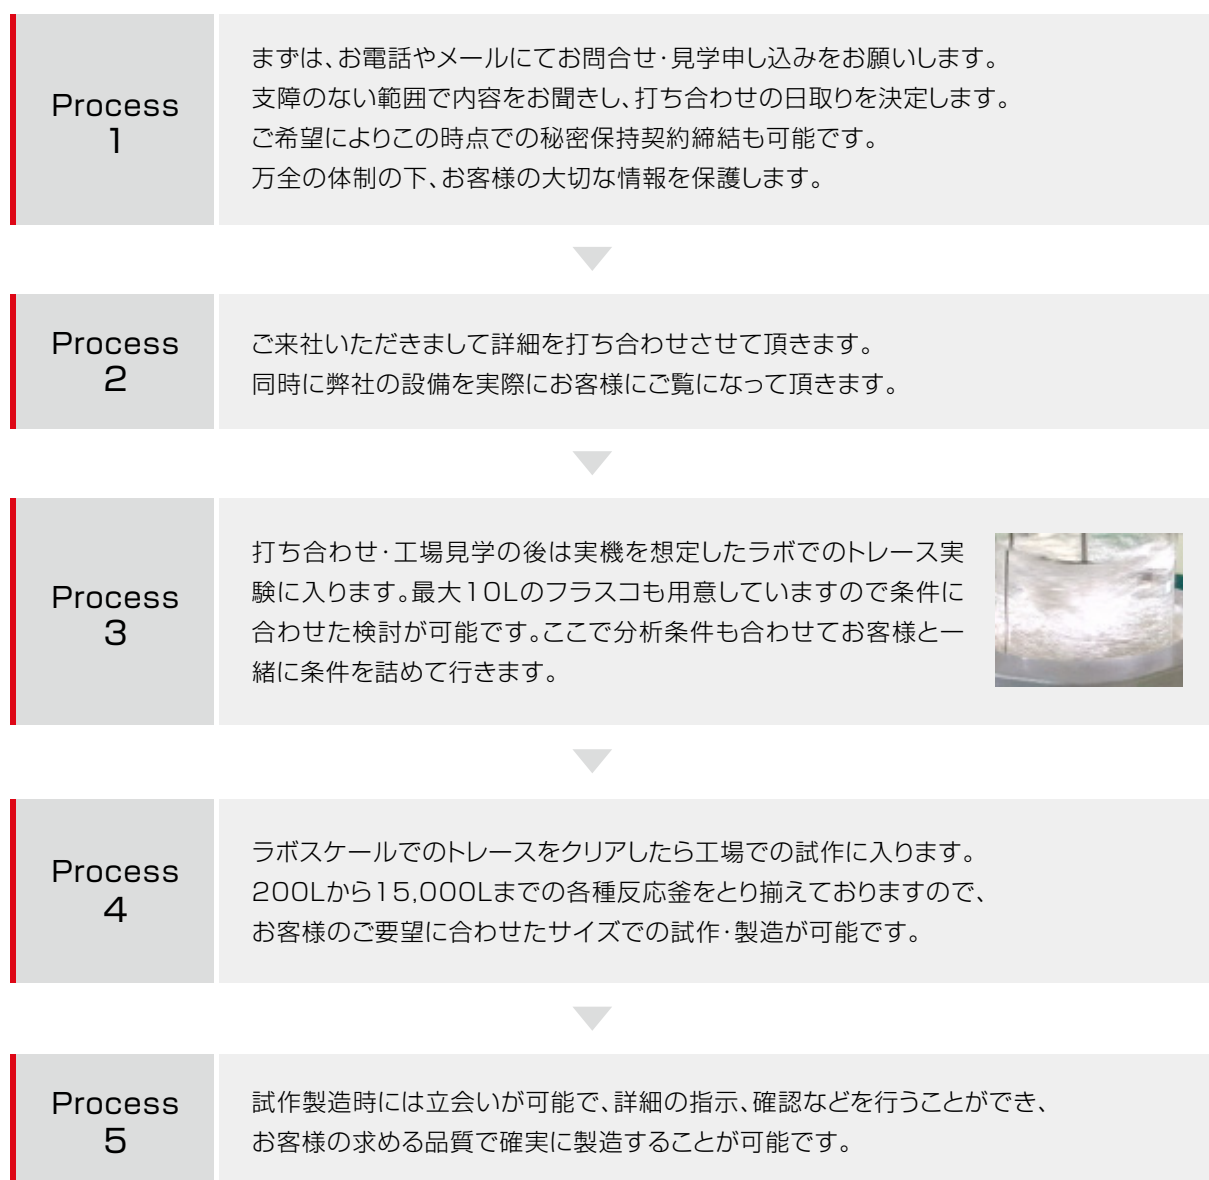 Process
1
まずは、お電話やメールにてお問合せ・見学申し込みをお願いします。
支障のない範囲で内容をお聞きし、打ち合わせの日取りを決定します。
ご希望によりこの時点での秘密保持契約締結も可能です。
万全の体制の下、お客様の大切な情報を保護します。
Process
2
ご来社いただきまして詳細を打ち合わせさせて頂きます。
同時に弊社の設備を実際にお客様にご覧になって頂きます。
Process
3
打ち合わせ・工場見学の後は実機を想定したラボでのトレース実
験に入ります。最大10Lのフラスコも用意していますので条件に
合わせた検討が可能です。ここで分析条件も合わせてお客様と一
緒に条件を詰めて行きます。
Process
4
ラボスケールでのトレースをクリアしたら工場での試作に入ります。
200Lから15,000Lまでの各種反応釜をとり揃えておりますので、
お客様のご要望に合わせたサイズでの試作・製造が可能です。
Process
5
試作製造時には立会いが可能で、詳細の指示、確認などを行うことができ、
お客様の求める品質で確実に製造することが可能です。